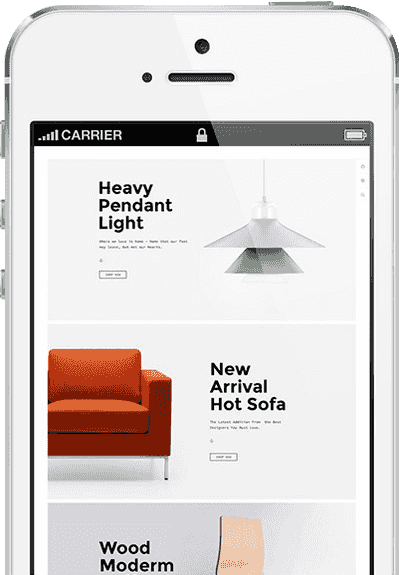 CARRIER
Heavy
Pendant
Light
Where we love is home - home that our feet
may leave, but not our hearts.
SHOP NOW
New
Arrival
Hot Sofa
The Latest Addition From the Best
Designers You Must Love.
SHOP NOW
Wood
Moderm